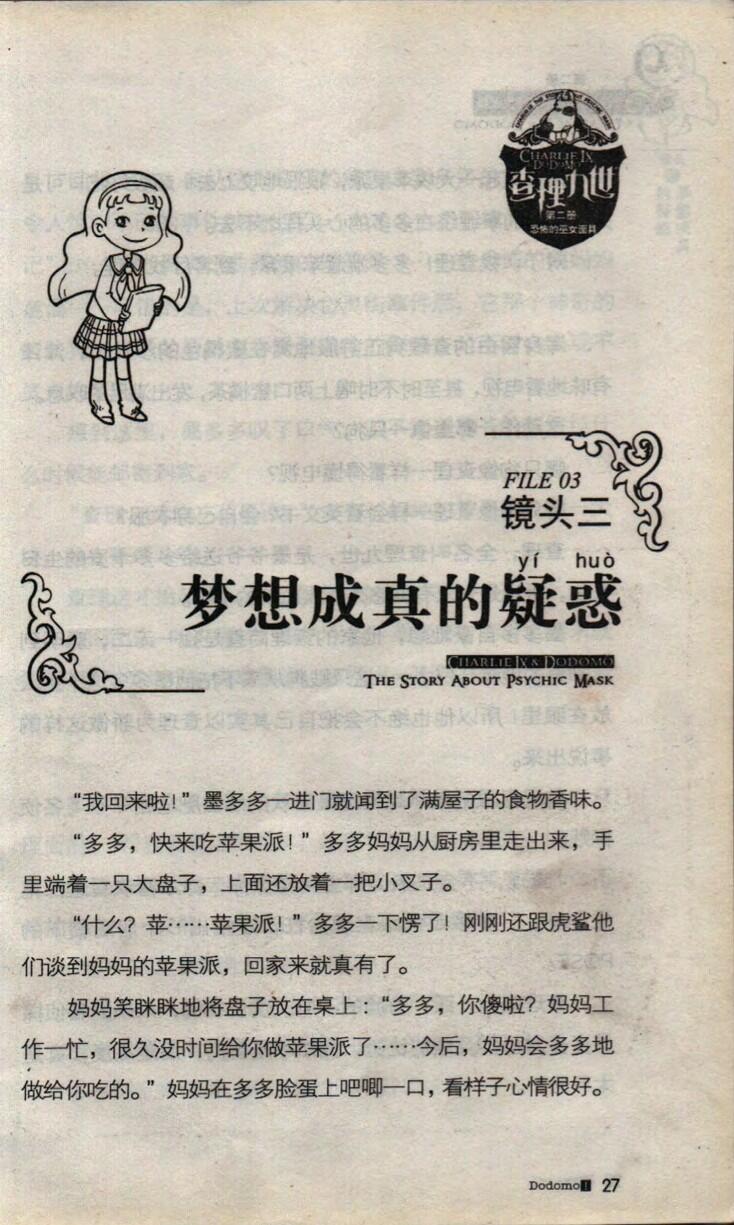 CHARLIE IX
DODOMO
查理九世
第二册
恐怖的巫女面具
FILE 03
镜头三
yí huò
梦想成真的疑惑
CHARLIE IX & DODOMO
THE STORY ABOUT PSYCHIC MASK
“我回来啦！”墨多多一进门就闻到了满屋子的食物香味。
“多多，快来吃苹果派！”多多妈妈从厨房里走出来，手
里端着一只大盘子，上面还放着一把小叉子。
“什么？苹……苹果派！”多多一下愣了！刚刚还跟虎鲨他
们谈到妈妈的苹果派，回家来就真有了。
妈妈笑眯眯地将盘子放在桌上：“多多，你傻啦？妈妈工
作一忙，很久没时间给你做苹果派了……今后，妈妈会多多地
做给你吃的。”妈妈在多多脸蛋上吧唧一口，看样子心情很好。
Dodomo! 27